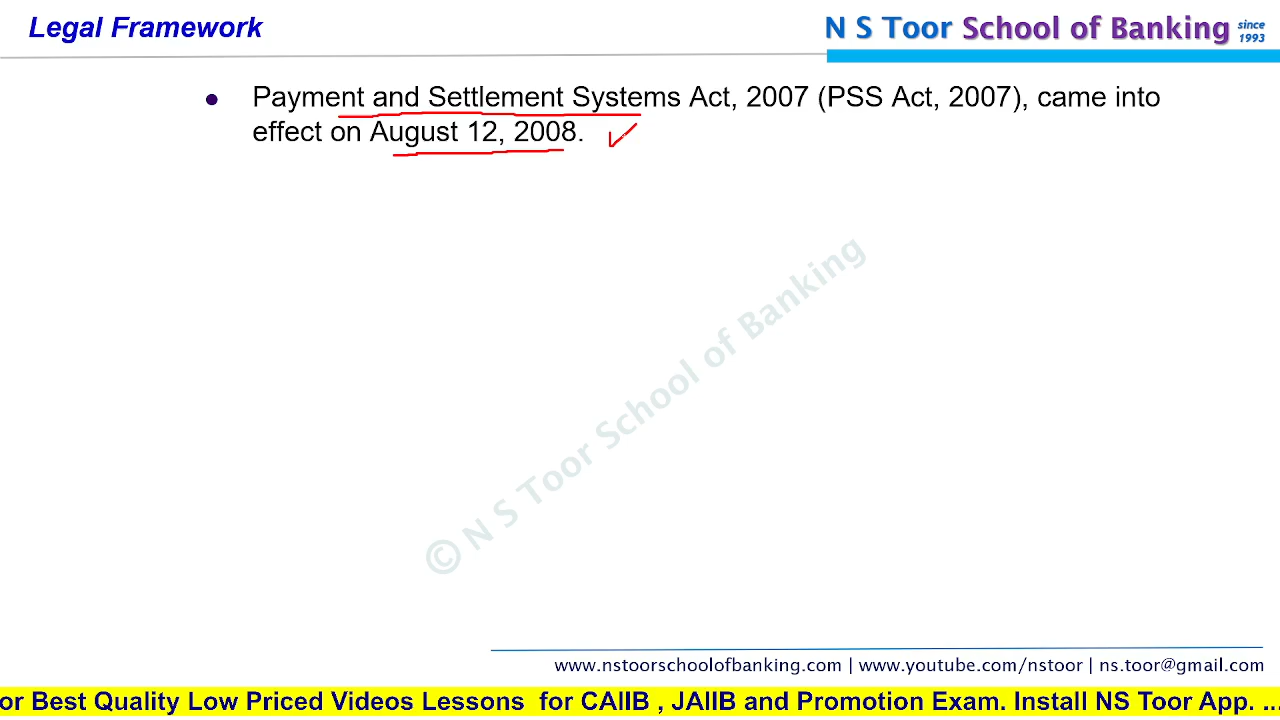 Legal Framework
N S Toor School of Banking since 1993
• Payment and Settlement Systems Act, 2007 (PSS Act, 2007), came into
effect on August 12, 2008.
© N S Toor School of Banking
www.nstoorschoolofbanking.com | www.youtube.com/nstoor | ns.toor@gmail.com
or Best Quality Low Priced Videos Lessons for CAIIB , JAIIB and Promotion Exam. Install NS Toor App. ...